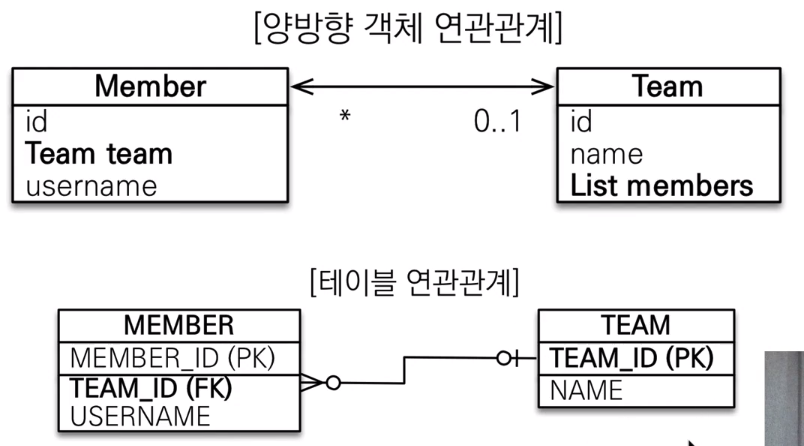 [양방향 객체 연관관계]
Member
id
Team team
username
* 0..1
Team
id
name
List members
[테이블 연관관계]
MEMBER
MEMBER_ID (PK)
TEAM_ID (FK)
USERNAME
TEAM
TEAM_ID (PK)
NAME